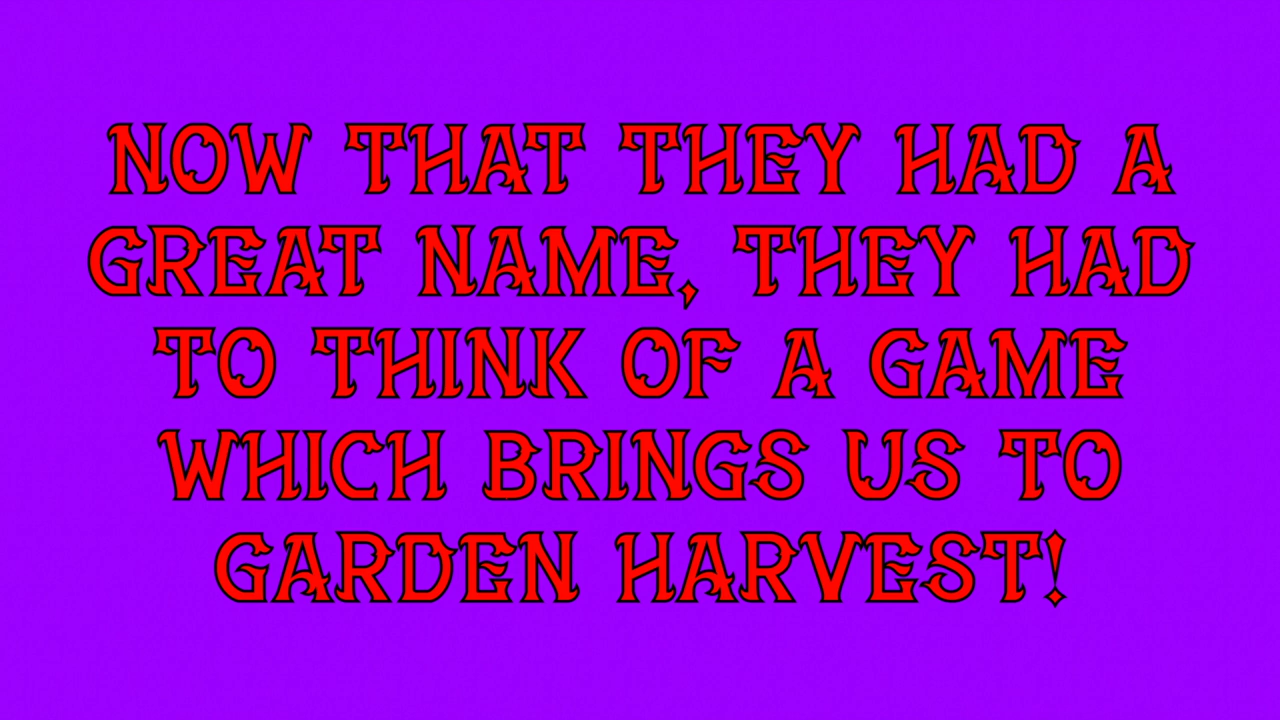 NOW THAT THEY HAD A
GREAT NAME, THEY HAD
TO THINK OF A GAME
WHICH BRINGS US TO
GARDEN HARVEST!